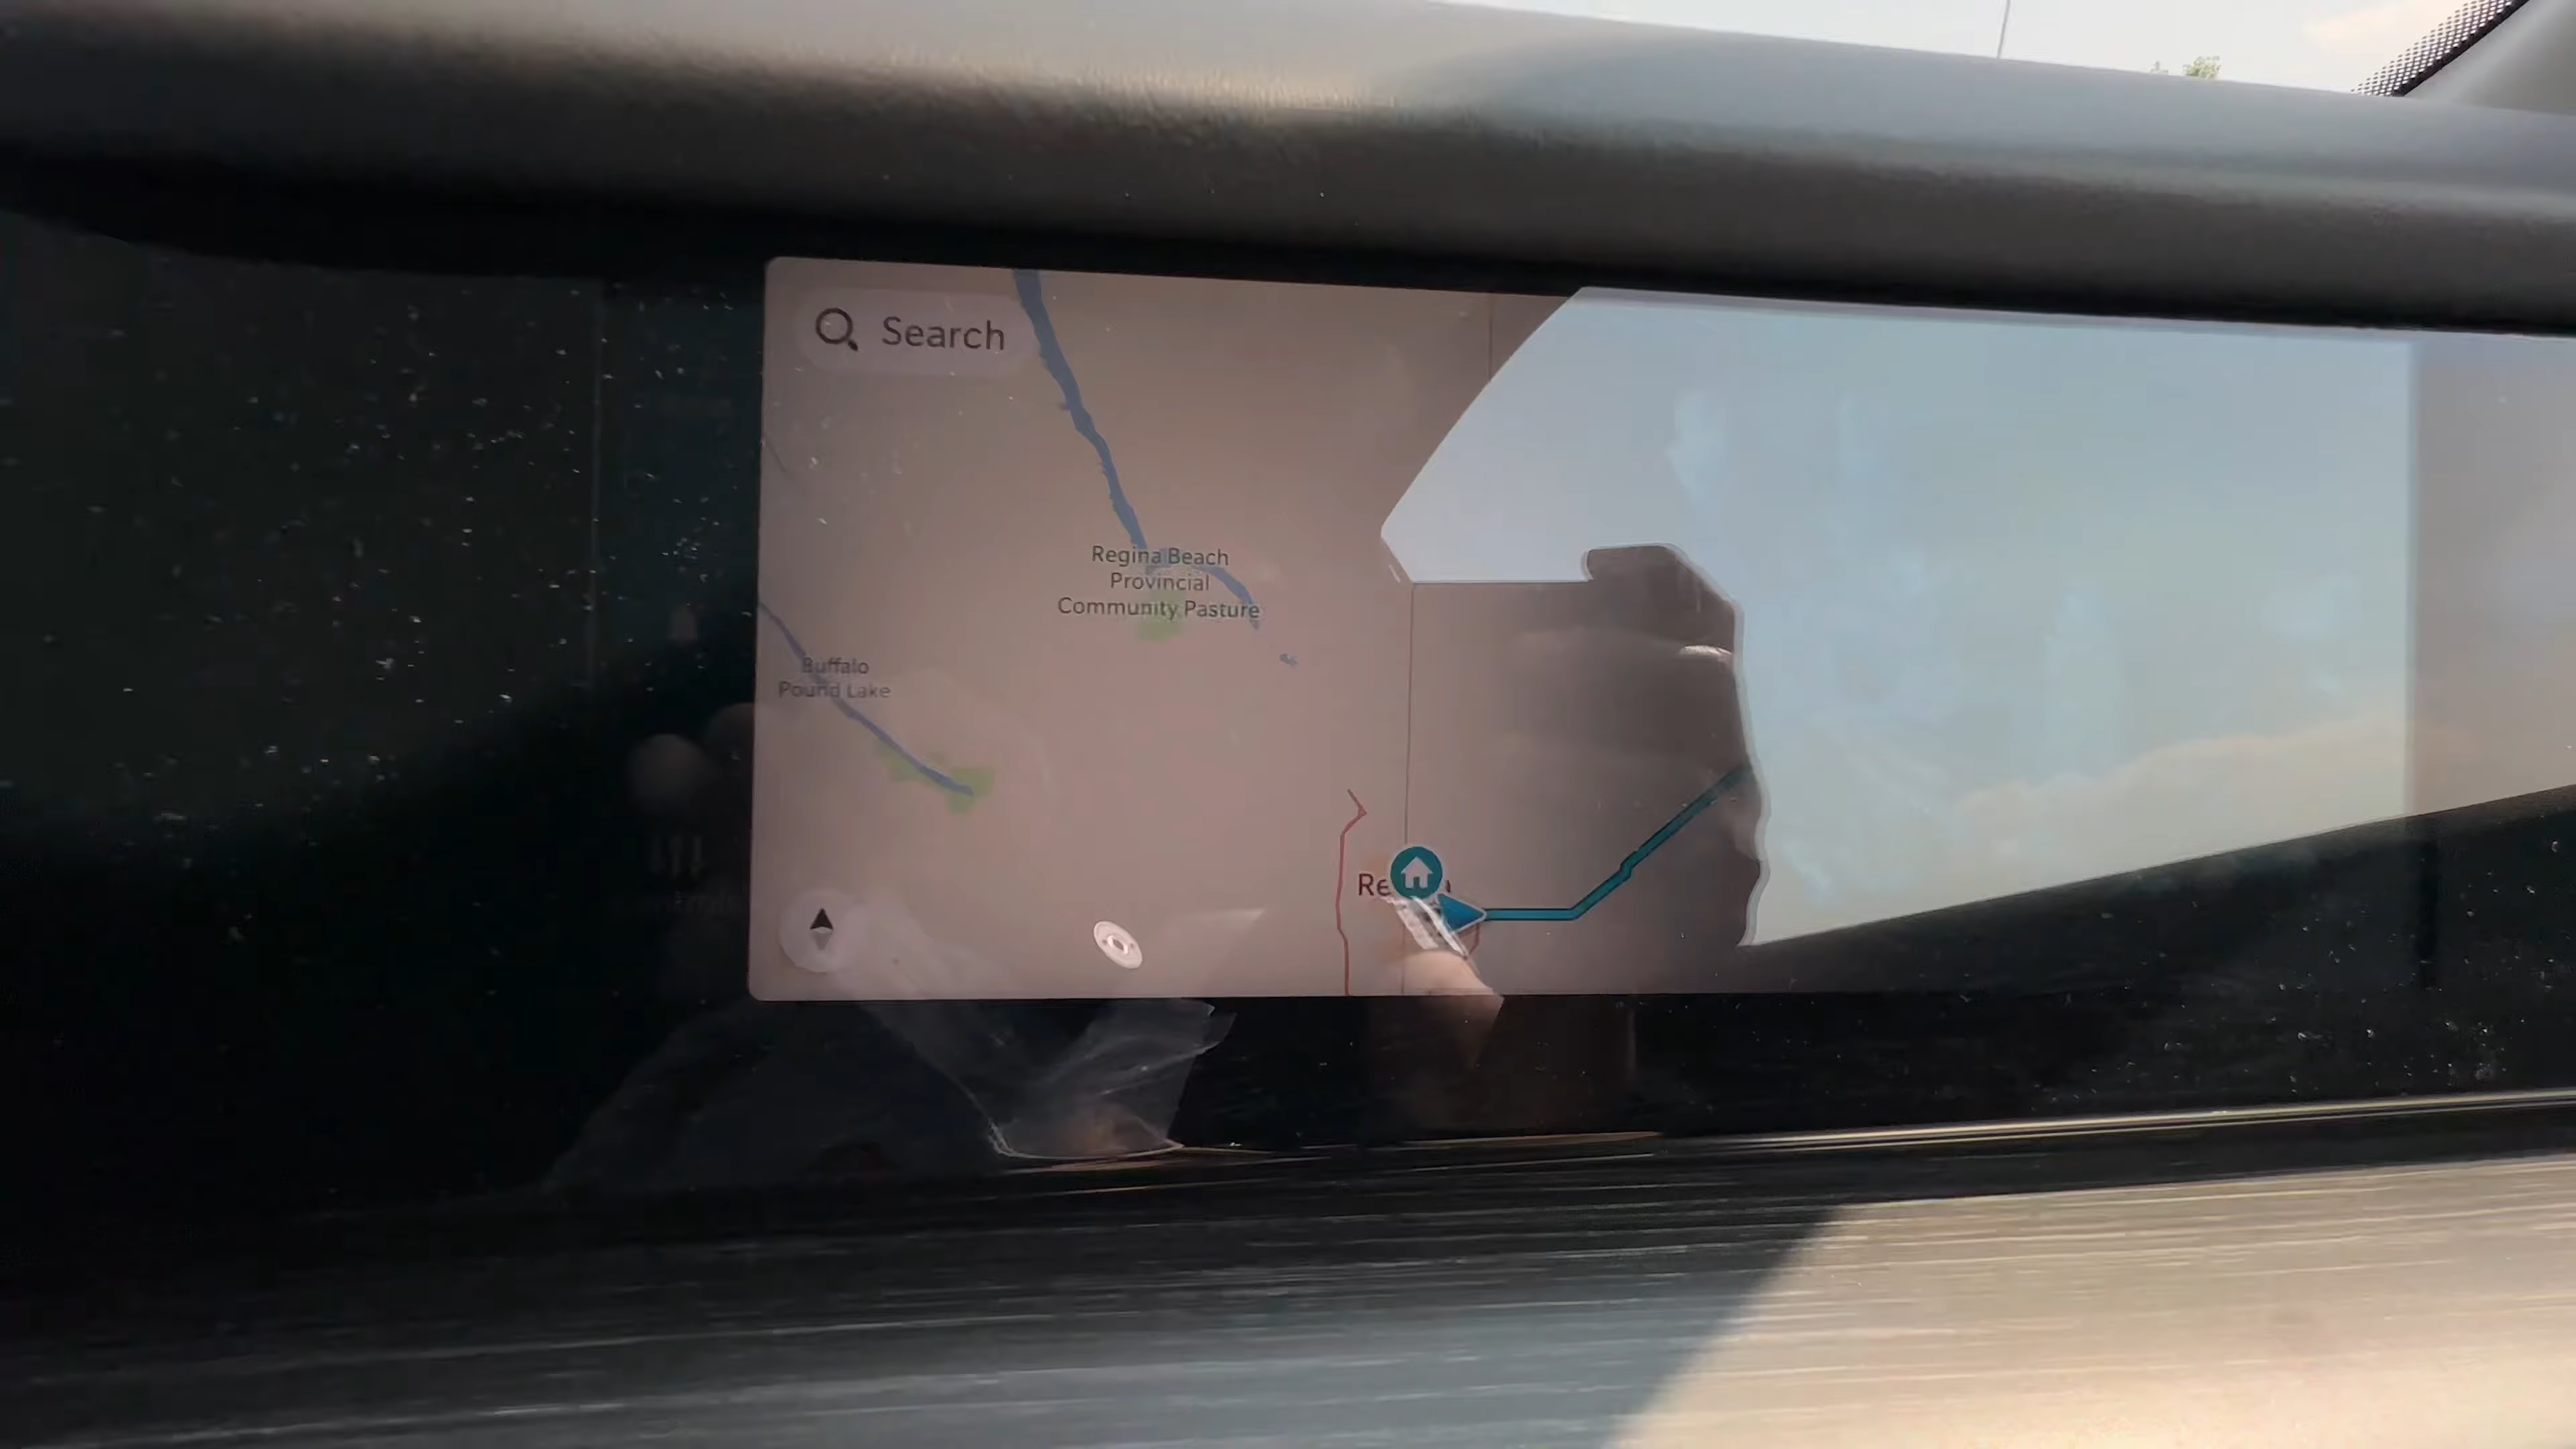 Search
Regina Beach
Provincial
Community Pasture
Buffalo
Pound Lake